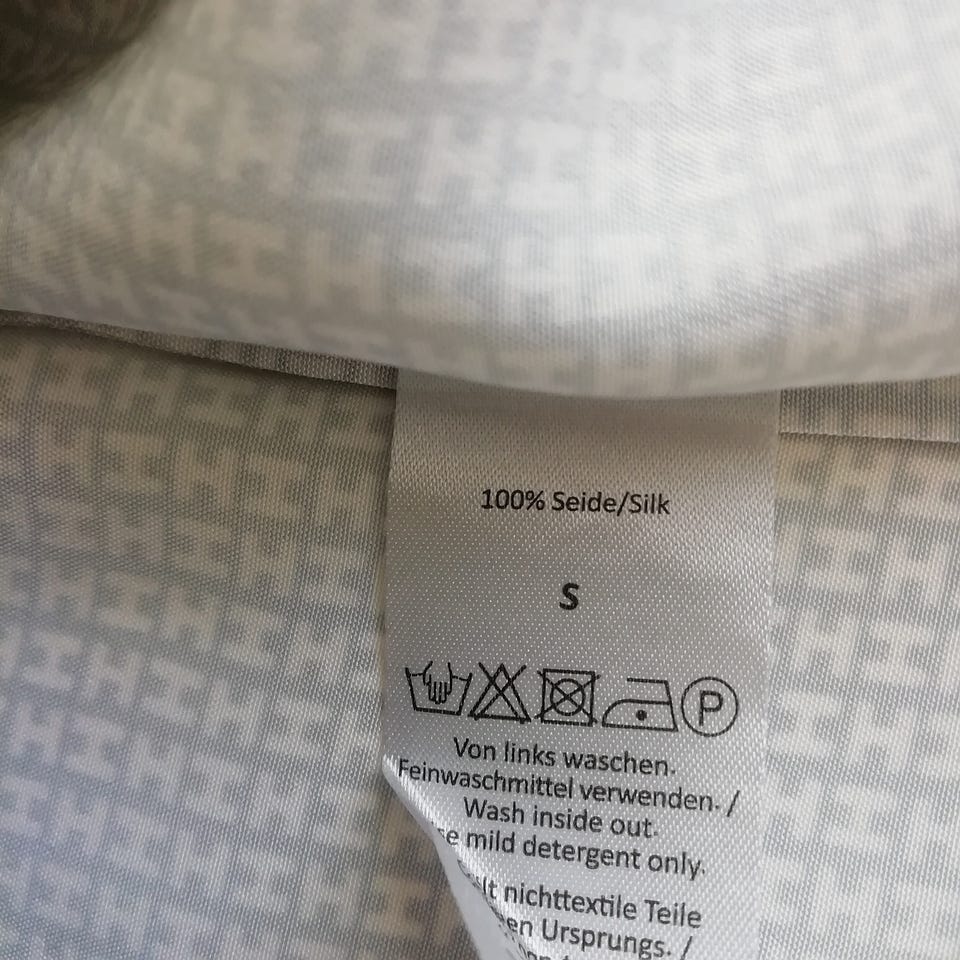 100% Seide/Silk
S
P
Von links waschen.
Feinwaschmittel verwenden. /
Wash inside out.
mild detergent only.
nichttextile Teile
Ursprungs. /